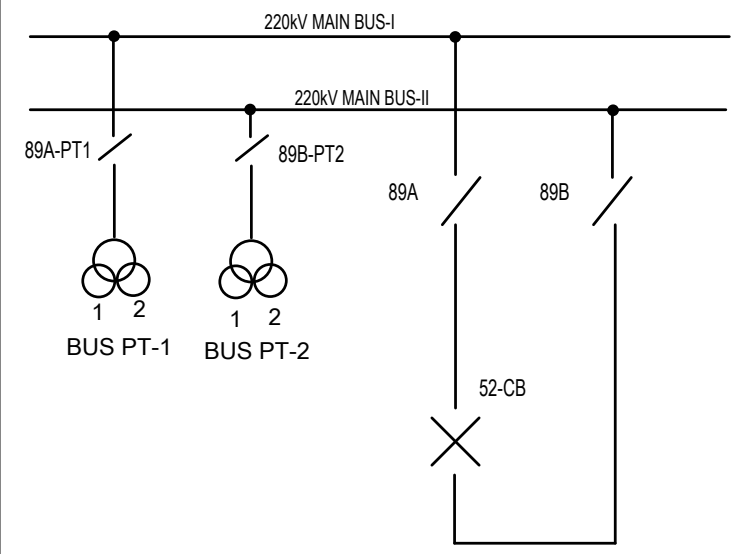 220kV MAIN BUS-I
220kV MAIN BUS-II
89A-PT1
89B-PT2
89A
89B
1 2
BUS PT-1
1 2
BUS PT-2
52-CB